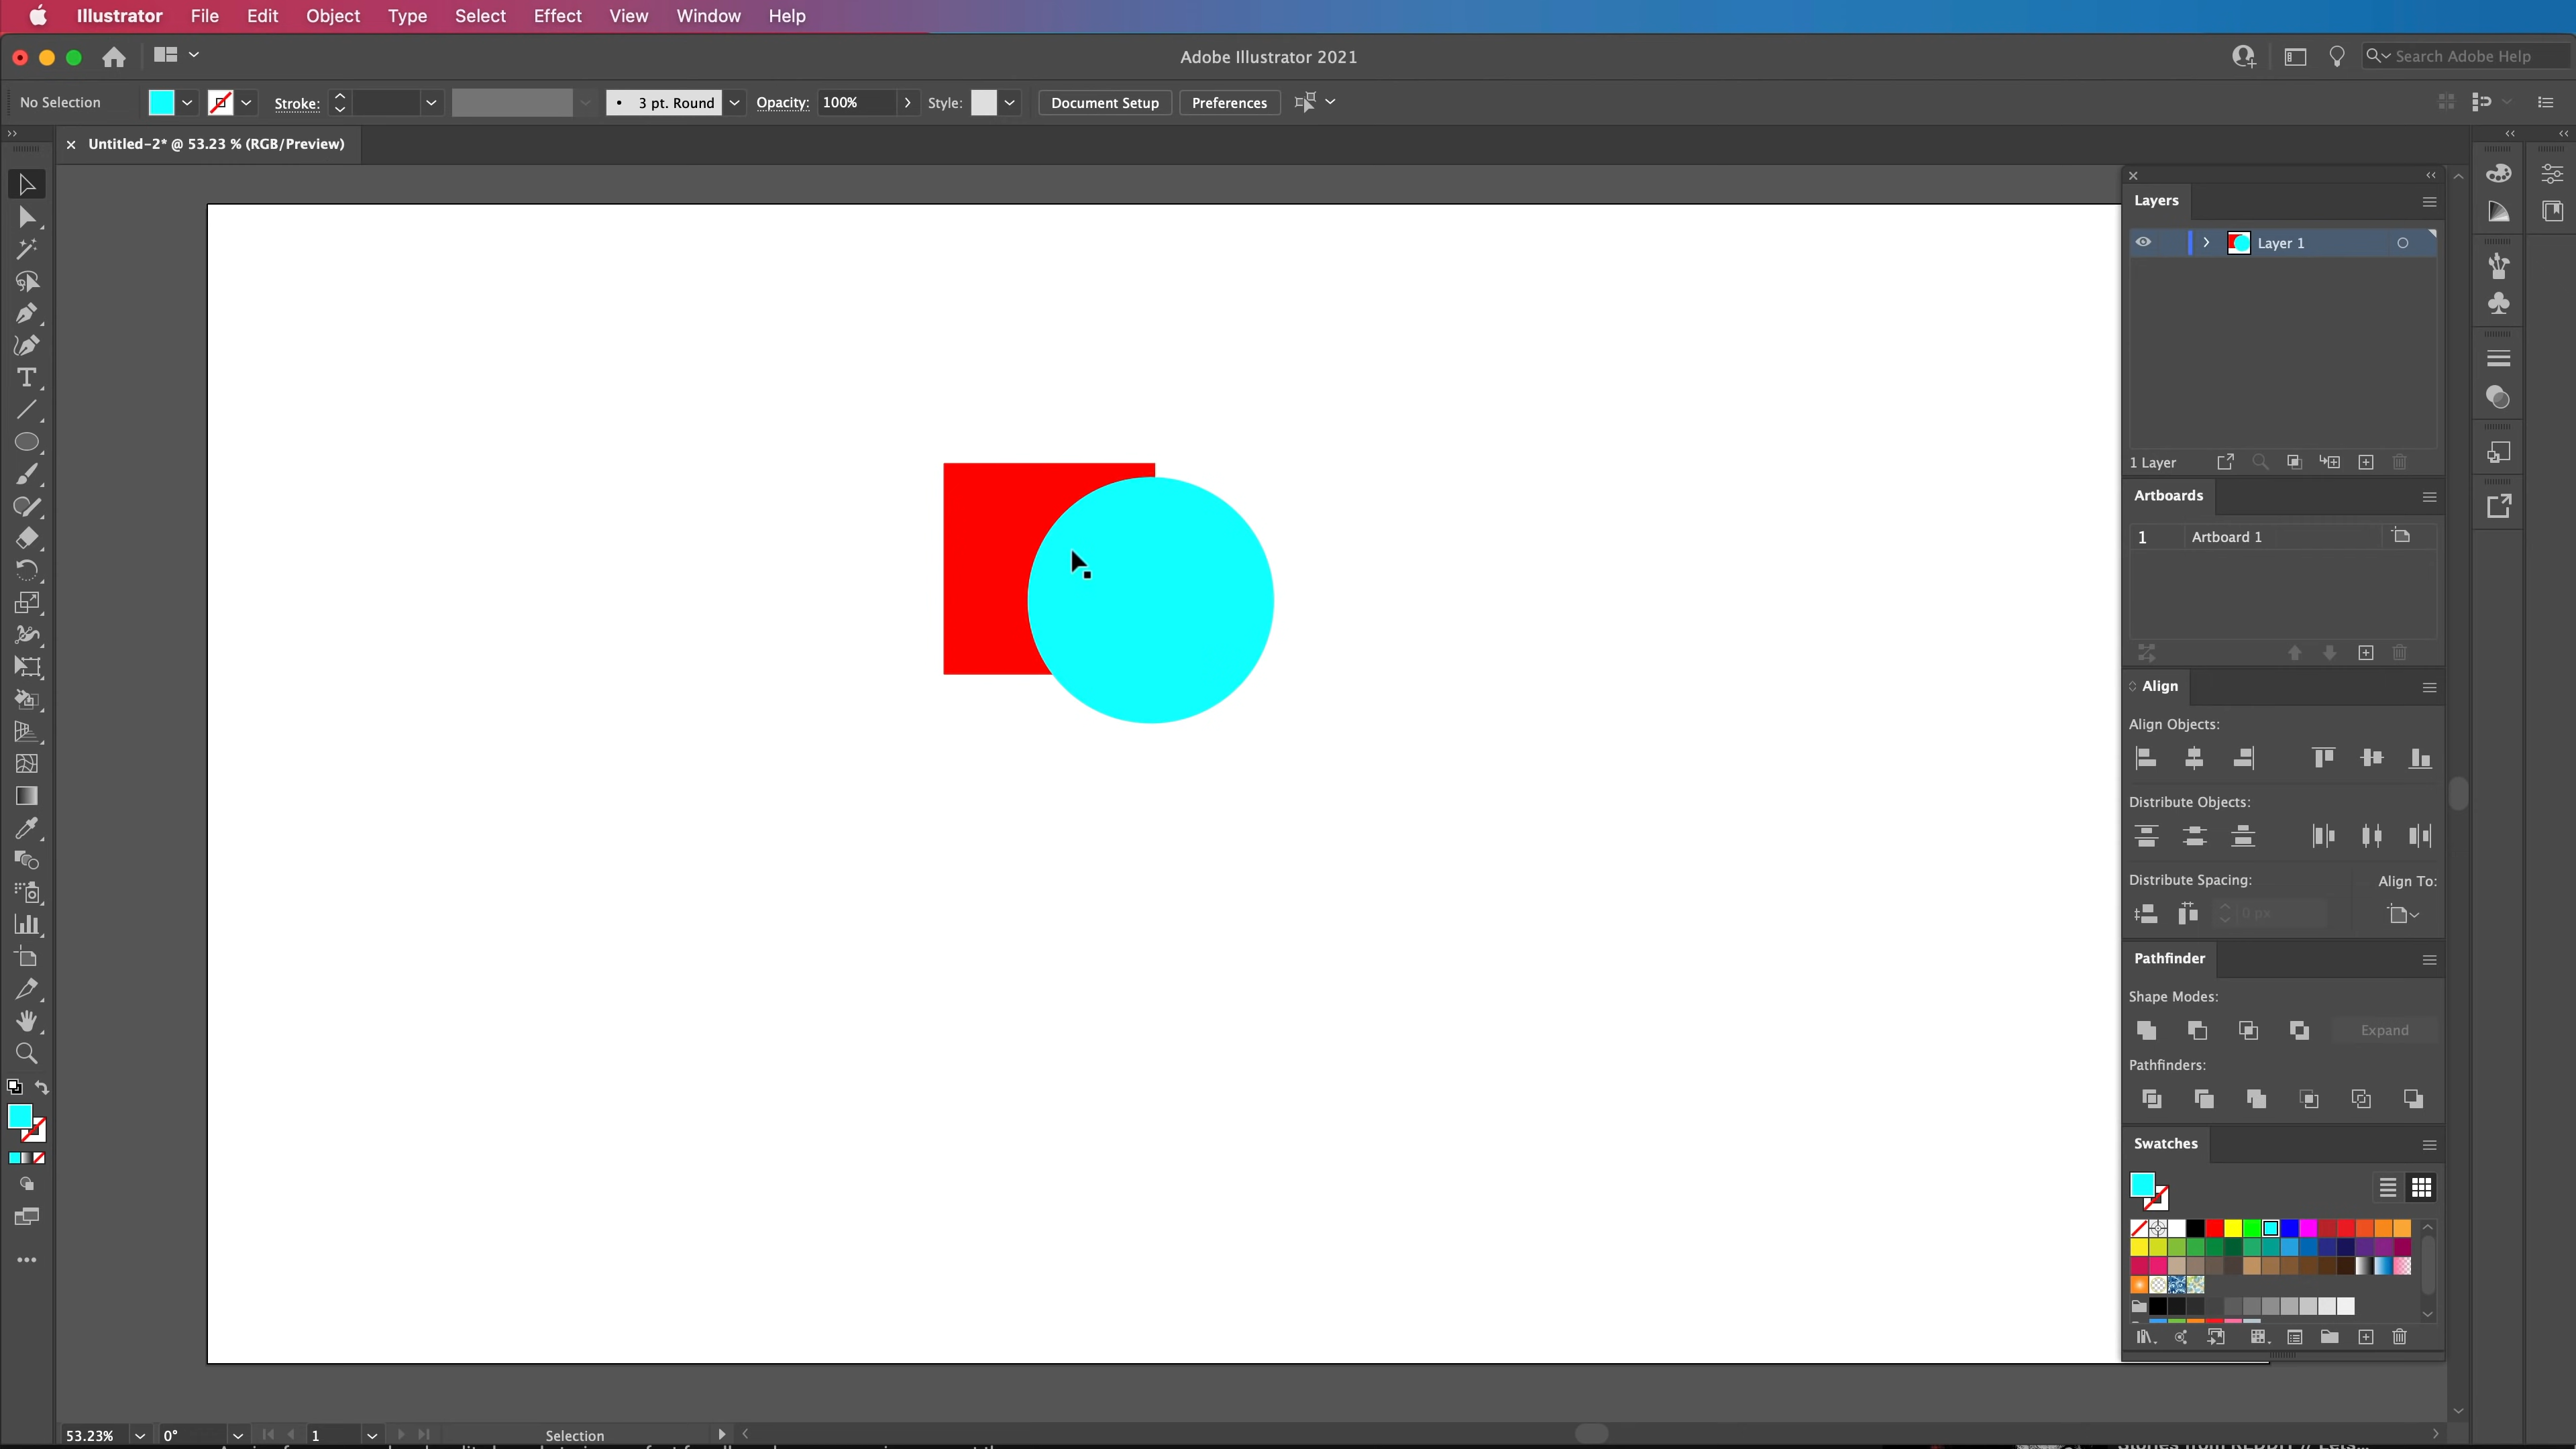 Illustrator File Edit Object Type Select Effect View Window Help
Adobe Illustrator 2021
Search Adobe Help
No Selection Stroke: 3 pt. Round Opacity: 100% Style: Document Setup Preferences
Untitled-2* @ 53.23 % (RGB/Preview)
Layers
Layer 1
1 Layer
Artboards
1 Artboard 1
Align
Align Objects:
Distribute Objects:
Distribute Spacing: Align To:
0 px
Pathfinder
Shape Modes:
Expand
Pathfinders:
Swatches
53.23% 0° 1 Selection